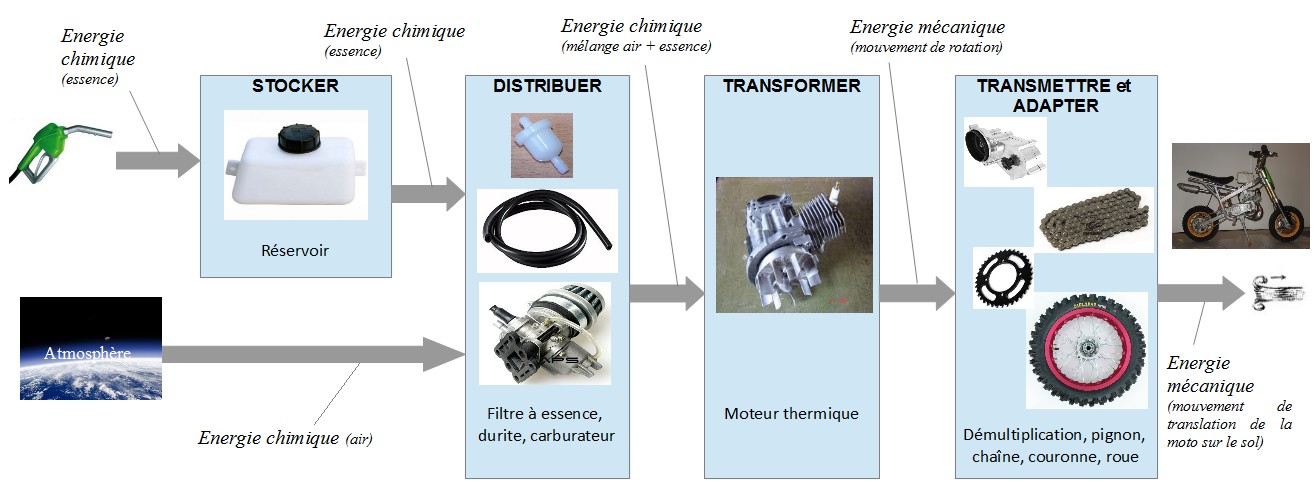 Energie
chimique
(essence)
Energie chimique
(essence)
Energie chimique
(mélange air + essence)
Energie mécanique
(mouvement de rotation)
STOCKER
Réservoir
DISTRIBUER
Filtre à essence,
durite, carburateur
TRANSFORMER
Moteur thermique
TRANSMETTRE et
ADAPTER
Démultiplication, pignon,
chaîne, couronne, roue
Atmosphère
Energie chimique (air)
Energie
mécanique
(mouvement de
translation de la
moto sur le sol)